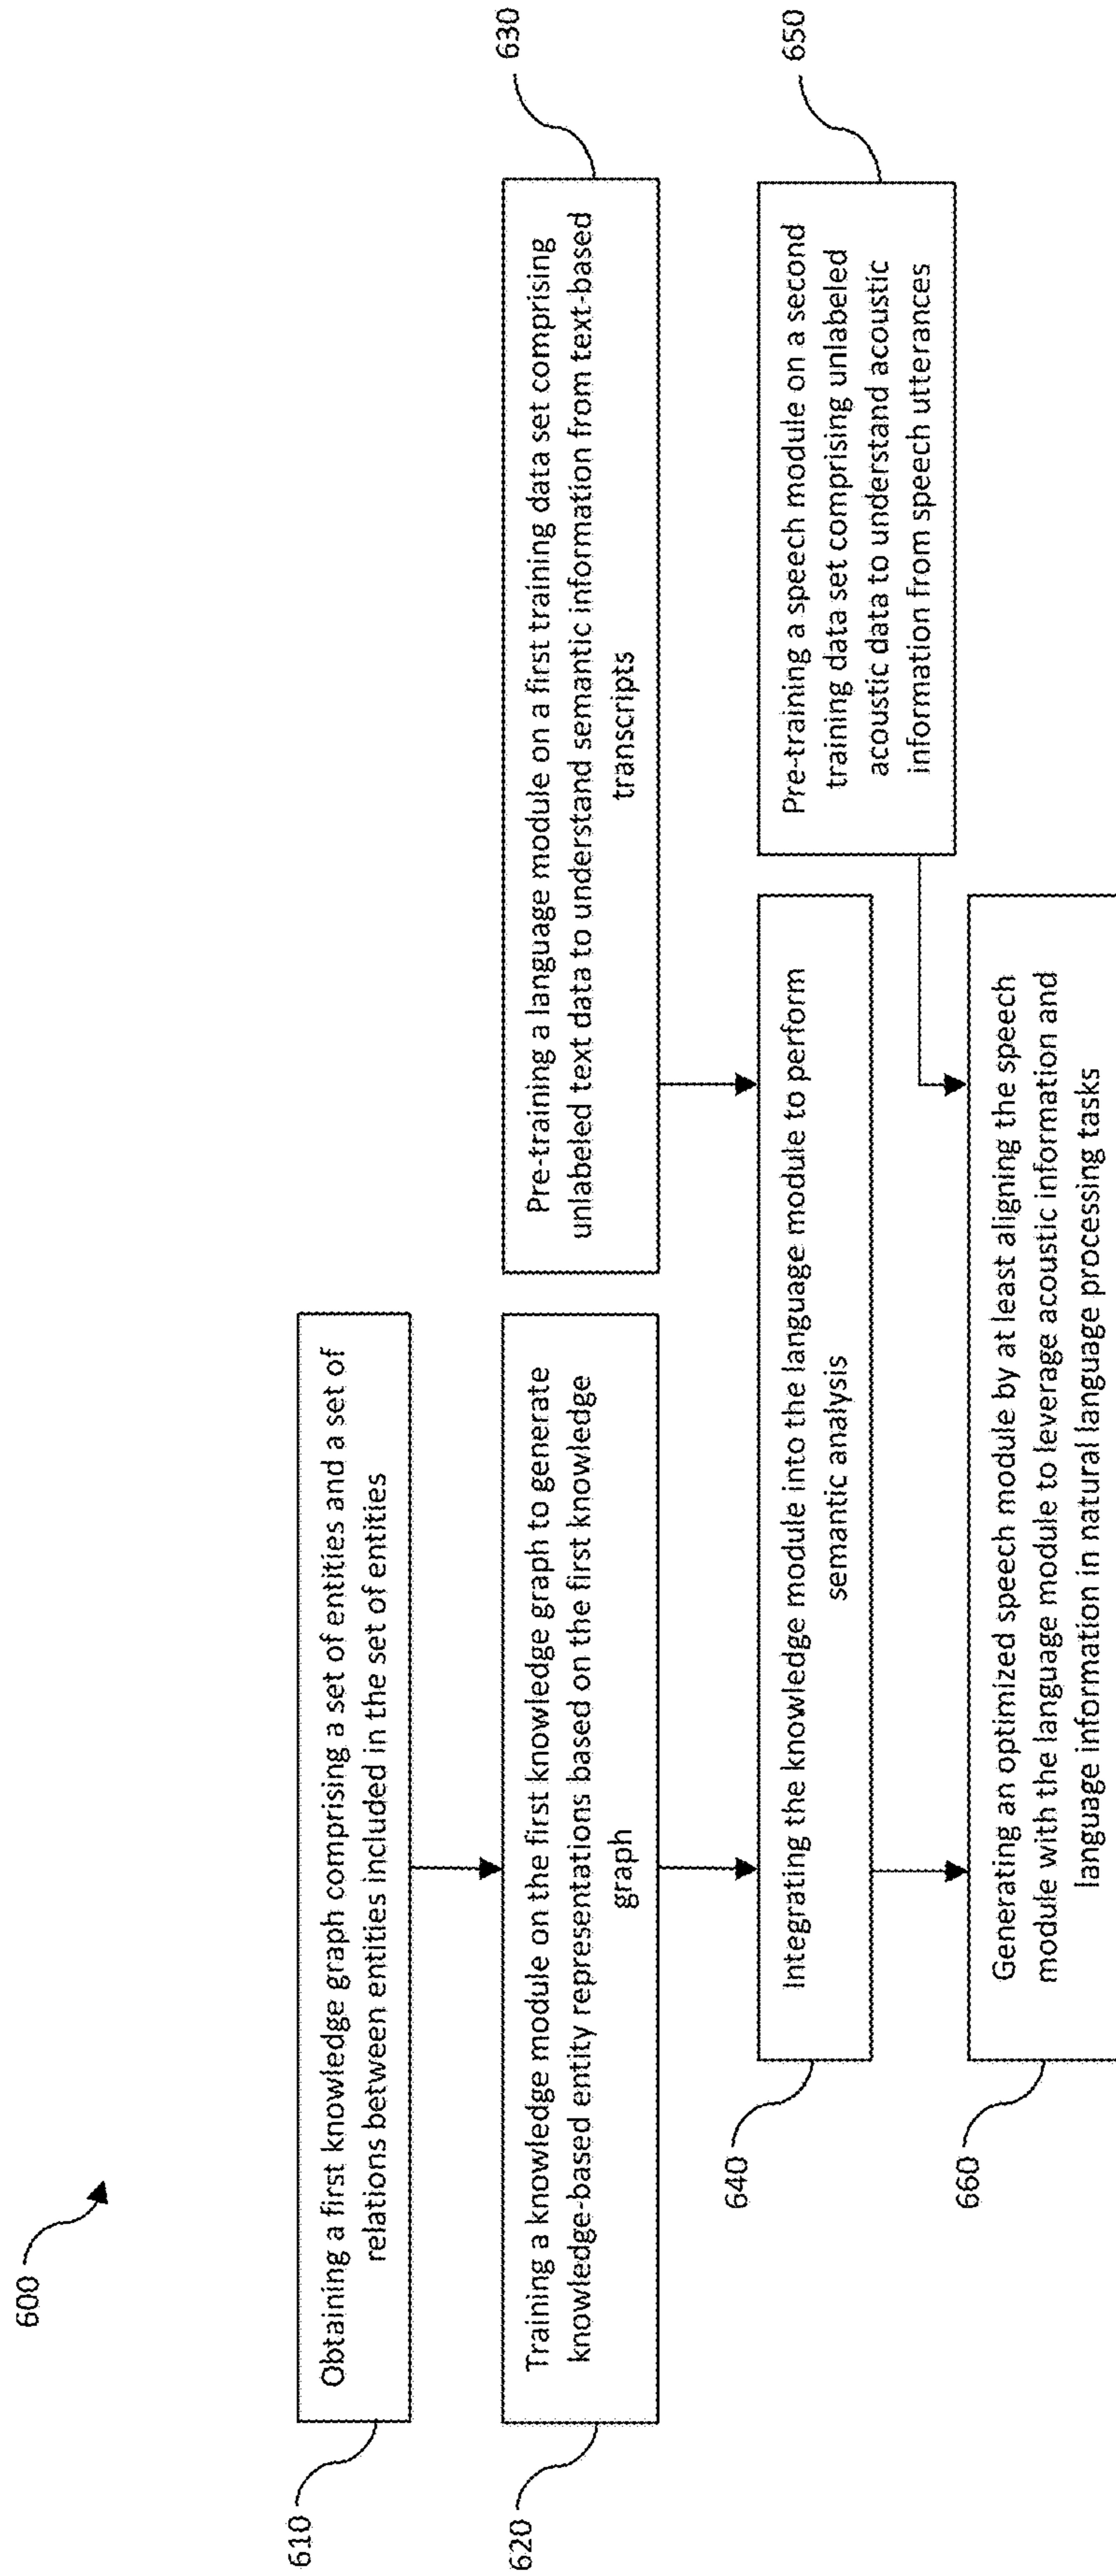 600
610
Obtaining a first knowledge graph comprising a set of entities and a set of
relations between entities included in the set of entities
620
Training a knowledge module on the first knowledge graph to generate
knowledge-based entity representations based on the first knowledge
graph
630
Pre-training a language module on a first training data set comprising
unlabeled text data to understand semantic information from text-based
transcripts
640
Integrating the knowledge module into the language module to perform
semantic analysis
650
Pre-training a speech module on a second
training data set comprising unlabeled
acoustic data to understand acoustic
information from speech utterances
660
Generating an optimized speech module by at least aligning the speech
module with the language module to leverage acoustic information and
language information in natural language processing tasks